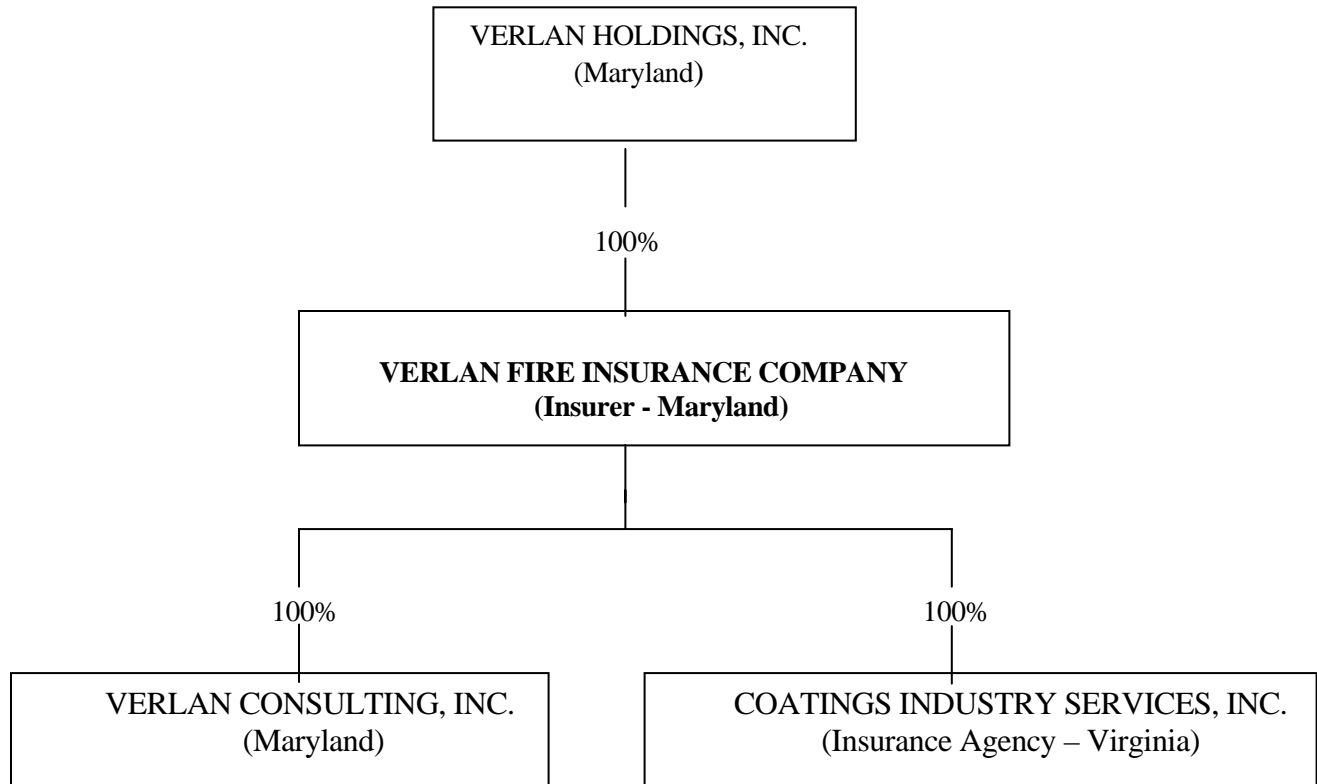 VERLAN HOLDINGS, INC.
(Maryland)
100%
VERLAN FIRE INSURANCE COMPANY
(Insurer - Maryland)
100%
100%
VERLAN CONSULTING, INC.
(Maryland)
COATINGS INDUSTRY SERVICES, INC.
(Insurance Agency – Virginia)